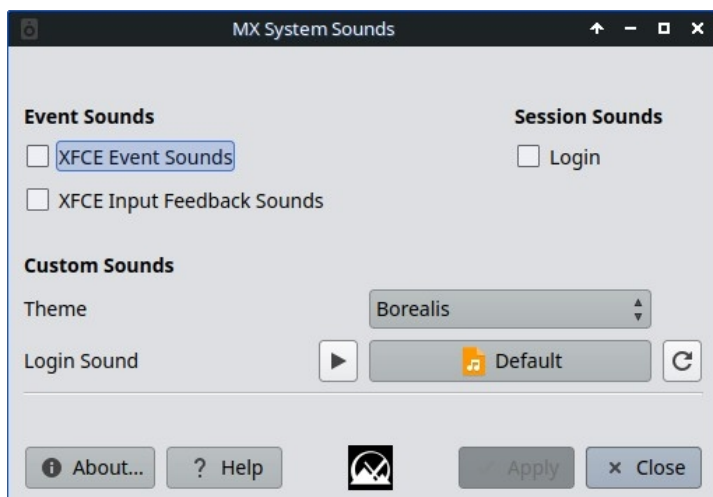 MX System Sounds
Event Sounds
Session Sounds
XFCE Event Sounds
Login
XFCE Input Feedback Sounds
Custom Sounds
Theme
Borealis
Login Sound
Default
About...
? Help
Apply
Close